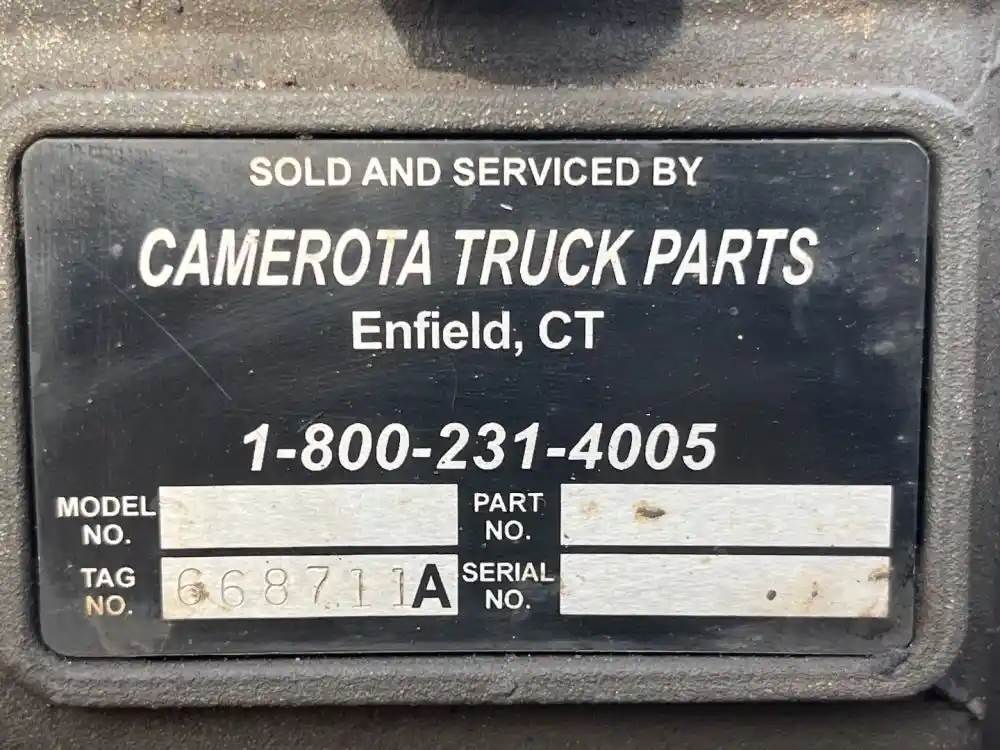 SOLD AND SERVICED BY
CAMEROTA TRUCK PARTS
Enfield, CT
1-800-231-4005
MODEL NO.
PART NO.
TAG NO. 668711A
SERIAL NO.